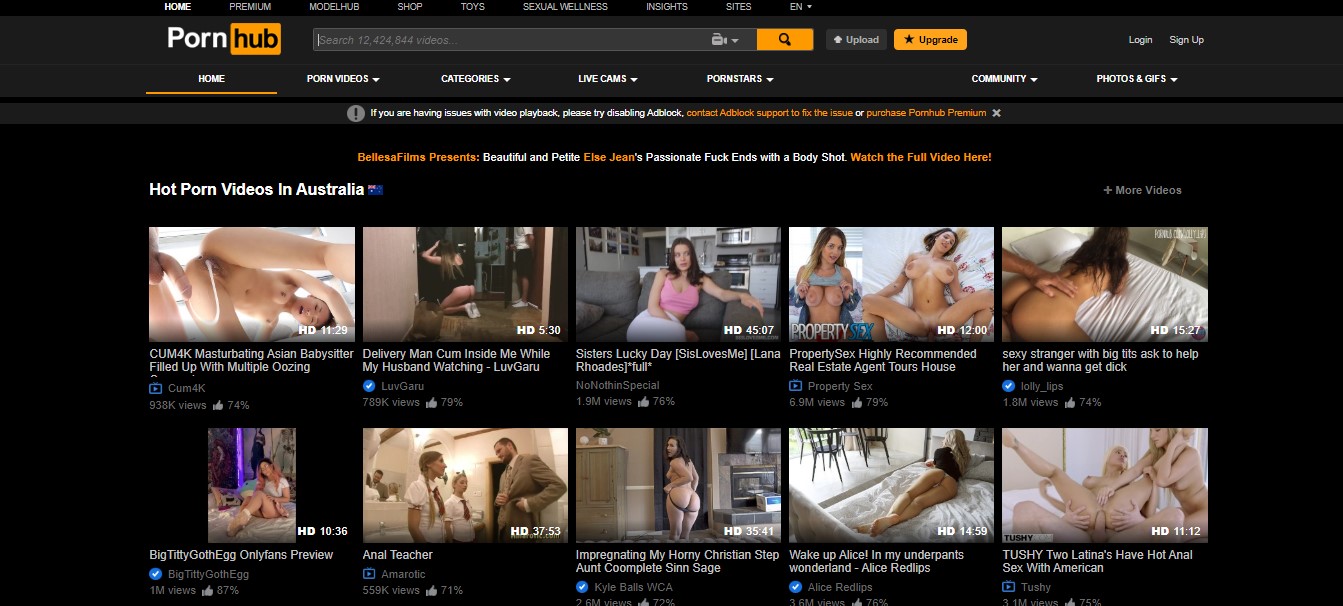 HOME PREMIUM MODELHUB SHOP TOYS SEXUAL WELLNESS INSIGHTS SITES EN
Pornhub
Search 12,424,844 videos...
Upload
Upgrade
Login Sign Up
HOME PORN VIDEOS CATEGORIES LIVE CAMS PORNSTARS COMMUNITY PHOTOS & GIFS
If you are having issues with video playback, please try disabling Adblock, contact Adblock support to fix the issue or purchase Pornhub Premium
BellesaFilms Presents: Beautiful and Petite Else Jean's Passionate Fuck Ends with a Body Shot. Watch the Full Video Here!
Hot Porn Videos In Australia
+ More Videos
HD 11:29
CUM4K Masturbating Asian Babysitter
Filled Up With Multiple Oozing
Cum4K
938K views 74%
HD 5:30
Delivery Man Cum Inside Me While
My Husband Watching - LuvGaru
LuvGaru
789K views 79%
HD 45:07
Sisters Lucky Day [SisLovesMe] [Lana
Rhoades]*full*
NoNothinSpecial
1.9M views 76%
PROPERTYSEX
HD 12:00
PropertySex Highly Recommended
Real Estate Agent Tours House
Property Sex
6.9M views 79%
HD 15:27
sexy stranger with big tits ask to help
her and wanna get dick
lolly_lips
1.8M views 74%
HD 10:36
BigTittyGothEgg Onlyfans Preview
BigTittyGothEgg
1M views 87%
HD 37:53
Anal Teacher
Amarotic
559K views 71%
HD 35:41
Impregnating My Horny Christian Step
Aunt Coomplete Sinn Sage
Kyle Balls WCA
2.6M views 72%
HD 14:59
Wake up Alice! In my underpants
wonderland - Alice Redlips
Alice Redlips
3.6M views 76%
TUSHY
HD 11:12
TUSHY Two Latina's Have Hot Anal
Sex With American
Tushy
3.1M views 75%